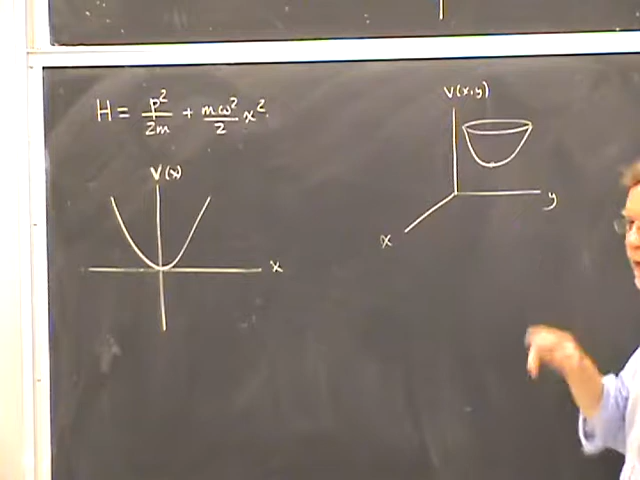 H = p²/2m + mω²/2 x²
V(x)
x
V(x,y)
y
x